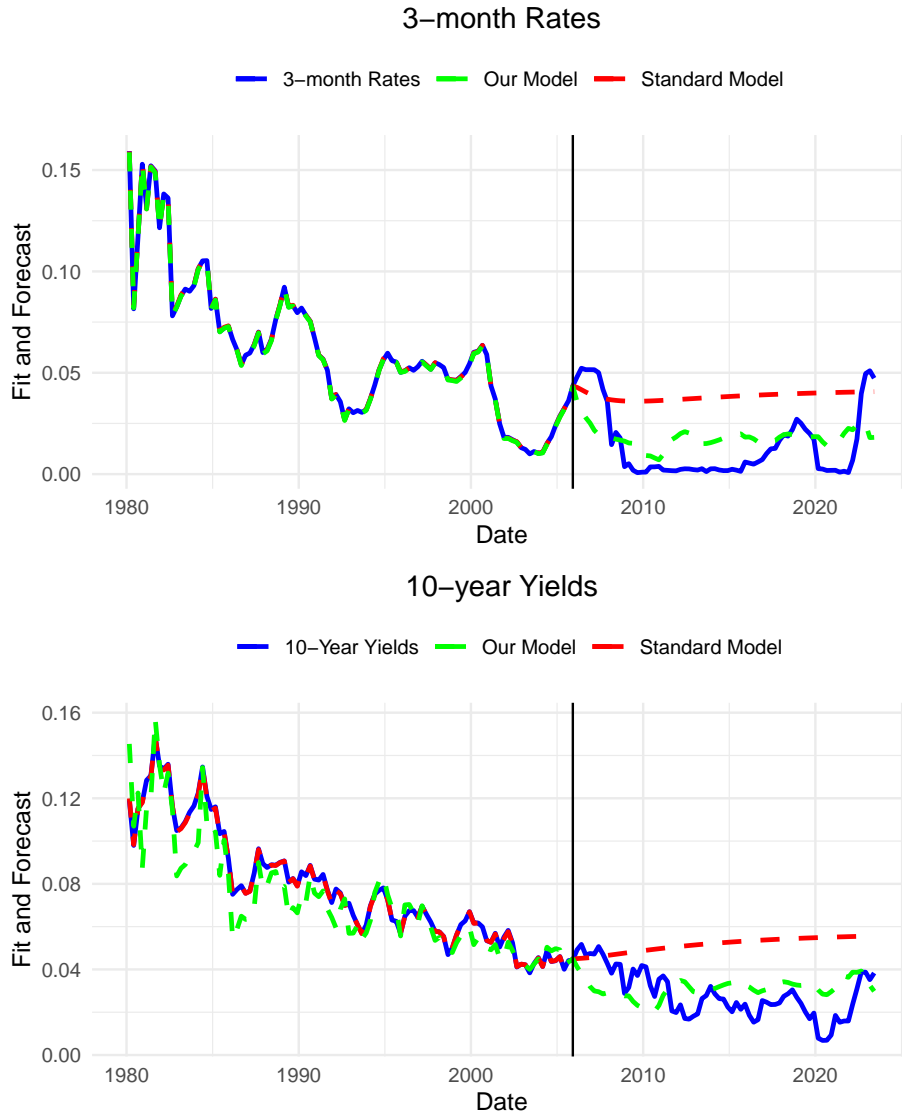 3−month Rates
3−month Rates Our Model Standard Model
0.15
0.10
0.05
0.00
Fit and Forecast
1980 1990 2000 2010 2020
Date
10−year Yields
10−Year Yields Our Model Standard Model
0.16
0.12
0.08
0.04
0.00
Fit and Forecast
1980 1990 2000 2010 2020
Date